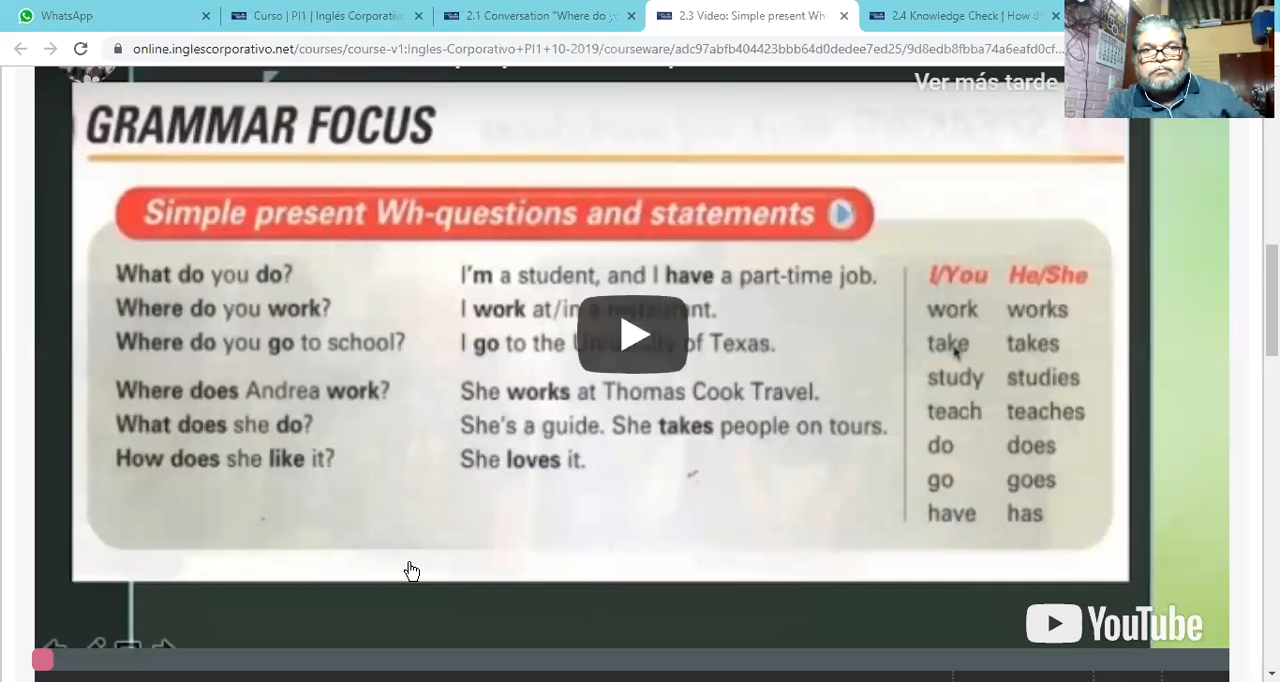 WhatsApp
Curso | PI1 | Inglés Corporativ
2.1 Conversation "Where do y
2.3 Video: Simple present Wh-
2.4 Knowledge Check | How d
online.inglescorporativo.net/courses/course-v1:Ingles-Corporativo+PI1+10-2019/courseware/adc97afb404423bbb64d0dedee7ed25/9d8edb8fbba74a6eafd0cf...
Ver más tarde
GRAMMAR FOCUS
Simple present Wh-questions and statements
What do you do? I'm a student, and I have a part-time job.
Where do you work? I work at/in a restaurant.
Where do you go to school? I go to the University of Texas.
Where does Andrea work? She works at Thomas Cook Travel.
What does she do? She's a guide. She takes people on tours.
How does she like it? She loves it.
I/You He/She
work works
take takes
study studies
teach teaches
do does
go goes
have has
YouTube